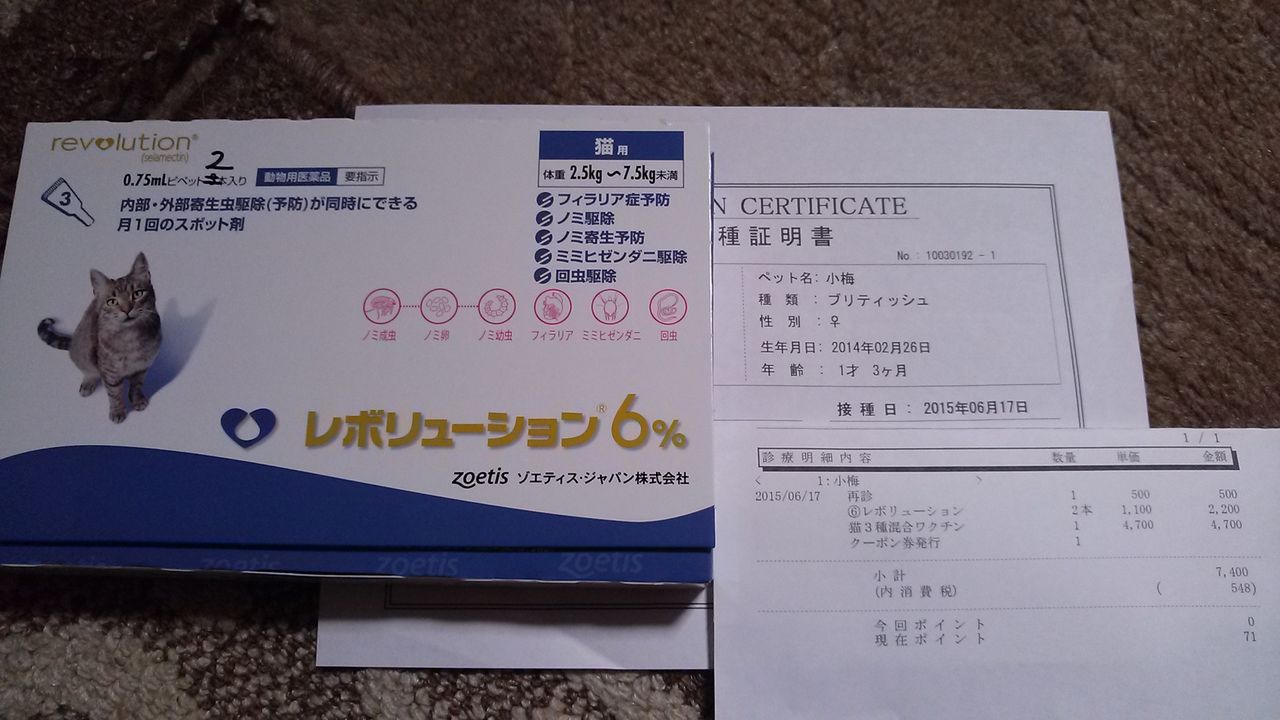 revolution®
(selamectin)
0.75mLピペット3本入り
2
動物用医薬品 要指示
3
内部・外部寄生虫駆除(予防)が同時にできる
月1回のスポット剤
猫用
体重 2.5kg 〜7.5kg未満
フィラリア症予防
ノミ駆除
ノミ寄生予防
ミミヒゼンダニ駆除
回虫駆除
ノミ成虫 ノミ卵 ノミ幼虫 フィラリア ミミヒゼンダニ 回虫
レボリューション®6%
zoetis ゾエティス・ジャパン株式会社
zoetis zoetis
N CERTIFICATE
種証明書
No. : 10030192 - 1
ペット名: 小梅
種 類 : ブリティッシュ
性 別 : ♀
生年月日: 2014年02月26日
年 齢 : 1才 3ヶ月
接 種 日 : 2015年06月17日
1 / 1
診療明細内容 数量 単価 金額
< 1:小梅 >
2015/06/17 再診 1 500 500
⑥レボリューション 2本 1,100 2,200
猫3種混合ワクチン 1 4,700 4,700
クーポン券発行 1
小計 7,400
(内消費税) ( 548)
今回ポイント 0
現在ポイント 71